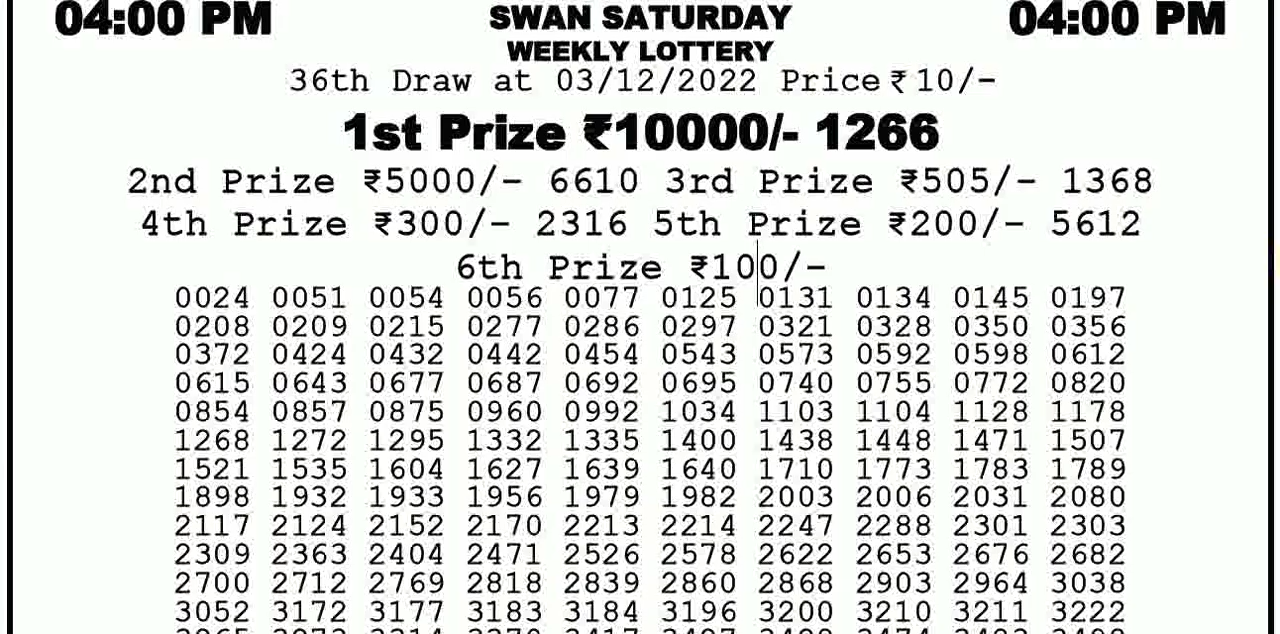 04:00 PM SWAN SATURDAY 04:00 PM
WEEKLY LOTTERY
36th Draw at 03/12/2022 Price ₹10/-
1st Prize ₹10000/- 1266
2nd Prize ₹5000/- 6610 3rd Prize ₹505/- 1368
4th Prize ₹300/- 2316 5th Prize ₹200/- 5612
6th Prize ₹100/-
0024 0051 0054 0056 0077 0125 0131 0134 0145 0197
0208 0209 0215 0277 0286 0297 0321 0328 0350 0356
0372 0424 0432 0442 0454 0543 0573 0592 0598 0612
0615 0643 0677 0687 0692 0695 0740 0755 0772 0820
0854 0857 0875 0960 0992 1034 1103 1104 1128 1178
1268 1272 1295 1332 1335 1400 1438 1448 1471 1507
1521 1535 1604 1627 1639 1640 1710 1773 1783 1789
1898 1932 1933 1956 1979 1982 2003 2006 2031 2080
2117 2124 2152 2170 2213 2214 2247 2288 2301 2303
2309 2363 2404 2471 2526 2578 2622 2653 2676 2682
2700 2712 2769 2818 2839 2860 2868 2903 2964 3038
3052 3172 3177 3183 3184 3196 3200 3210 3211 3222